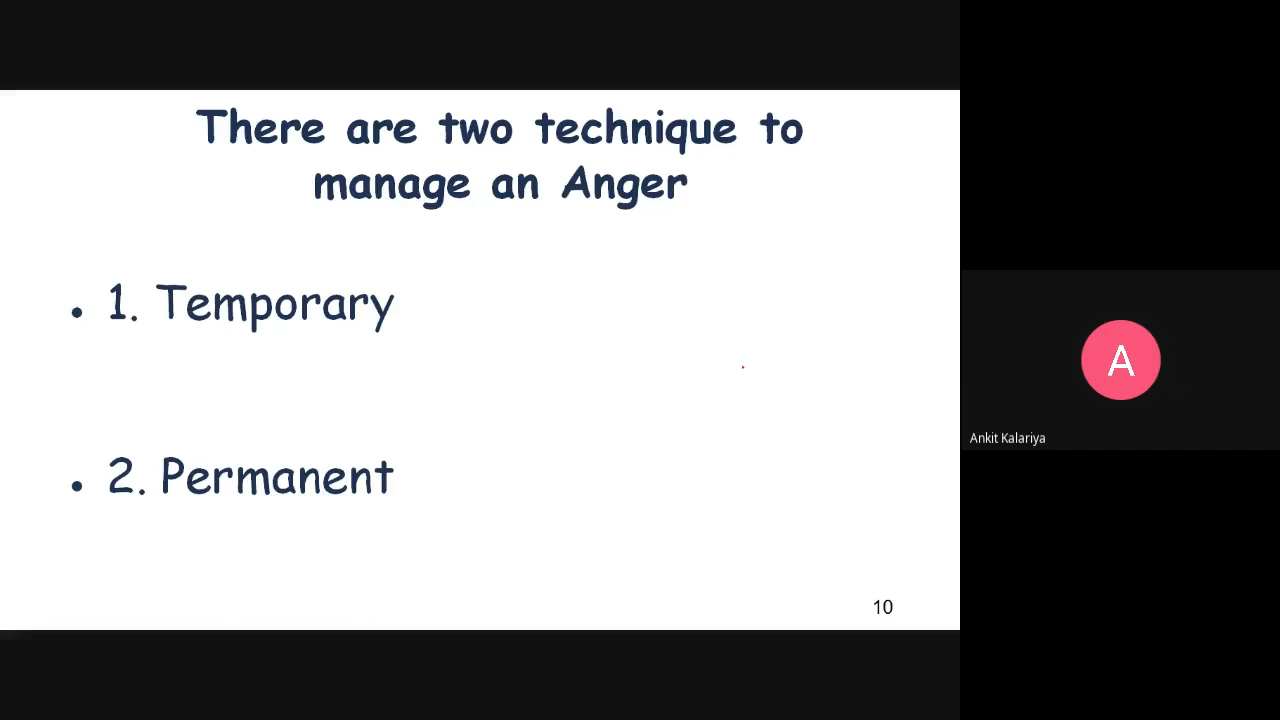 There are two technique to
manage an Anger
• 1. Temporary
• 2. Permanent
10
A
Ankit Kalariya